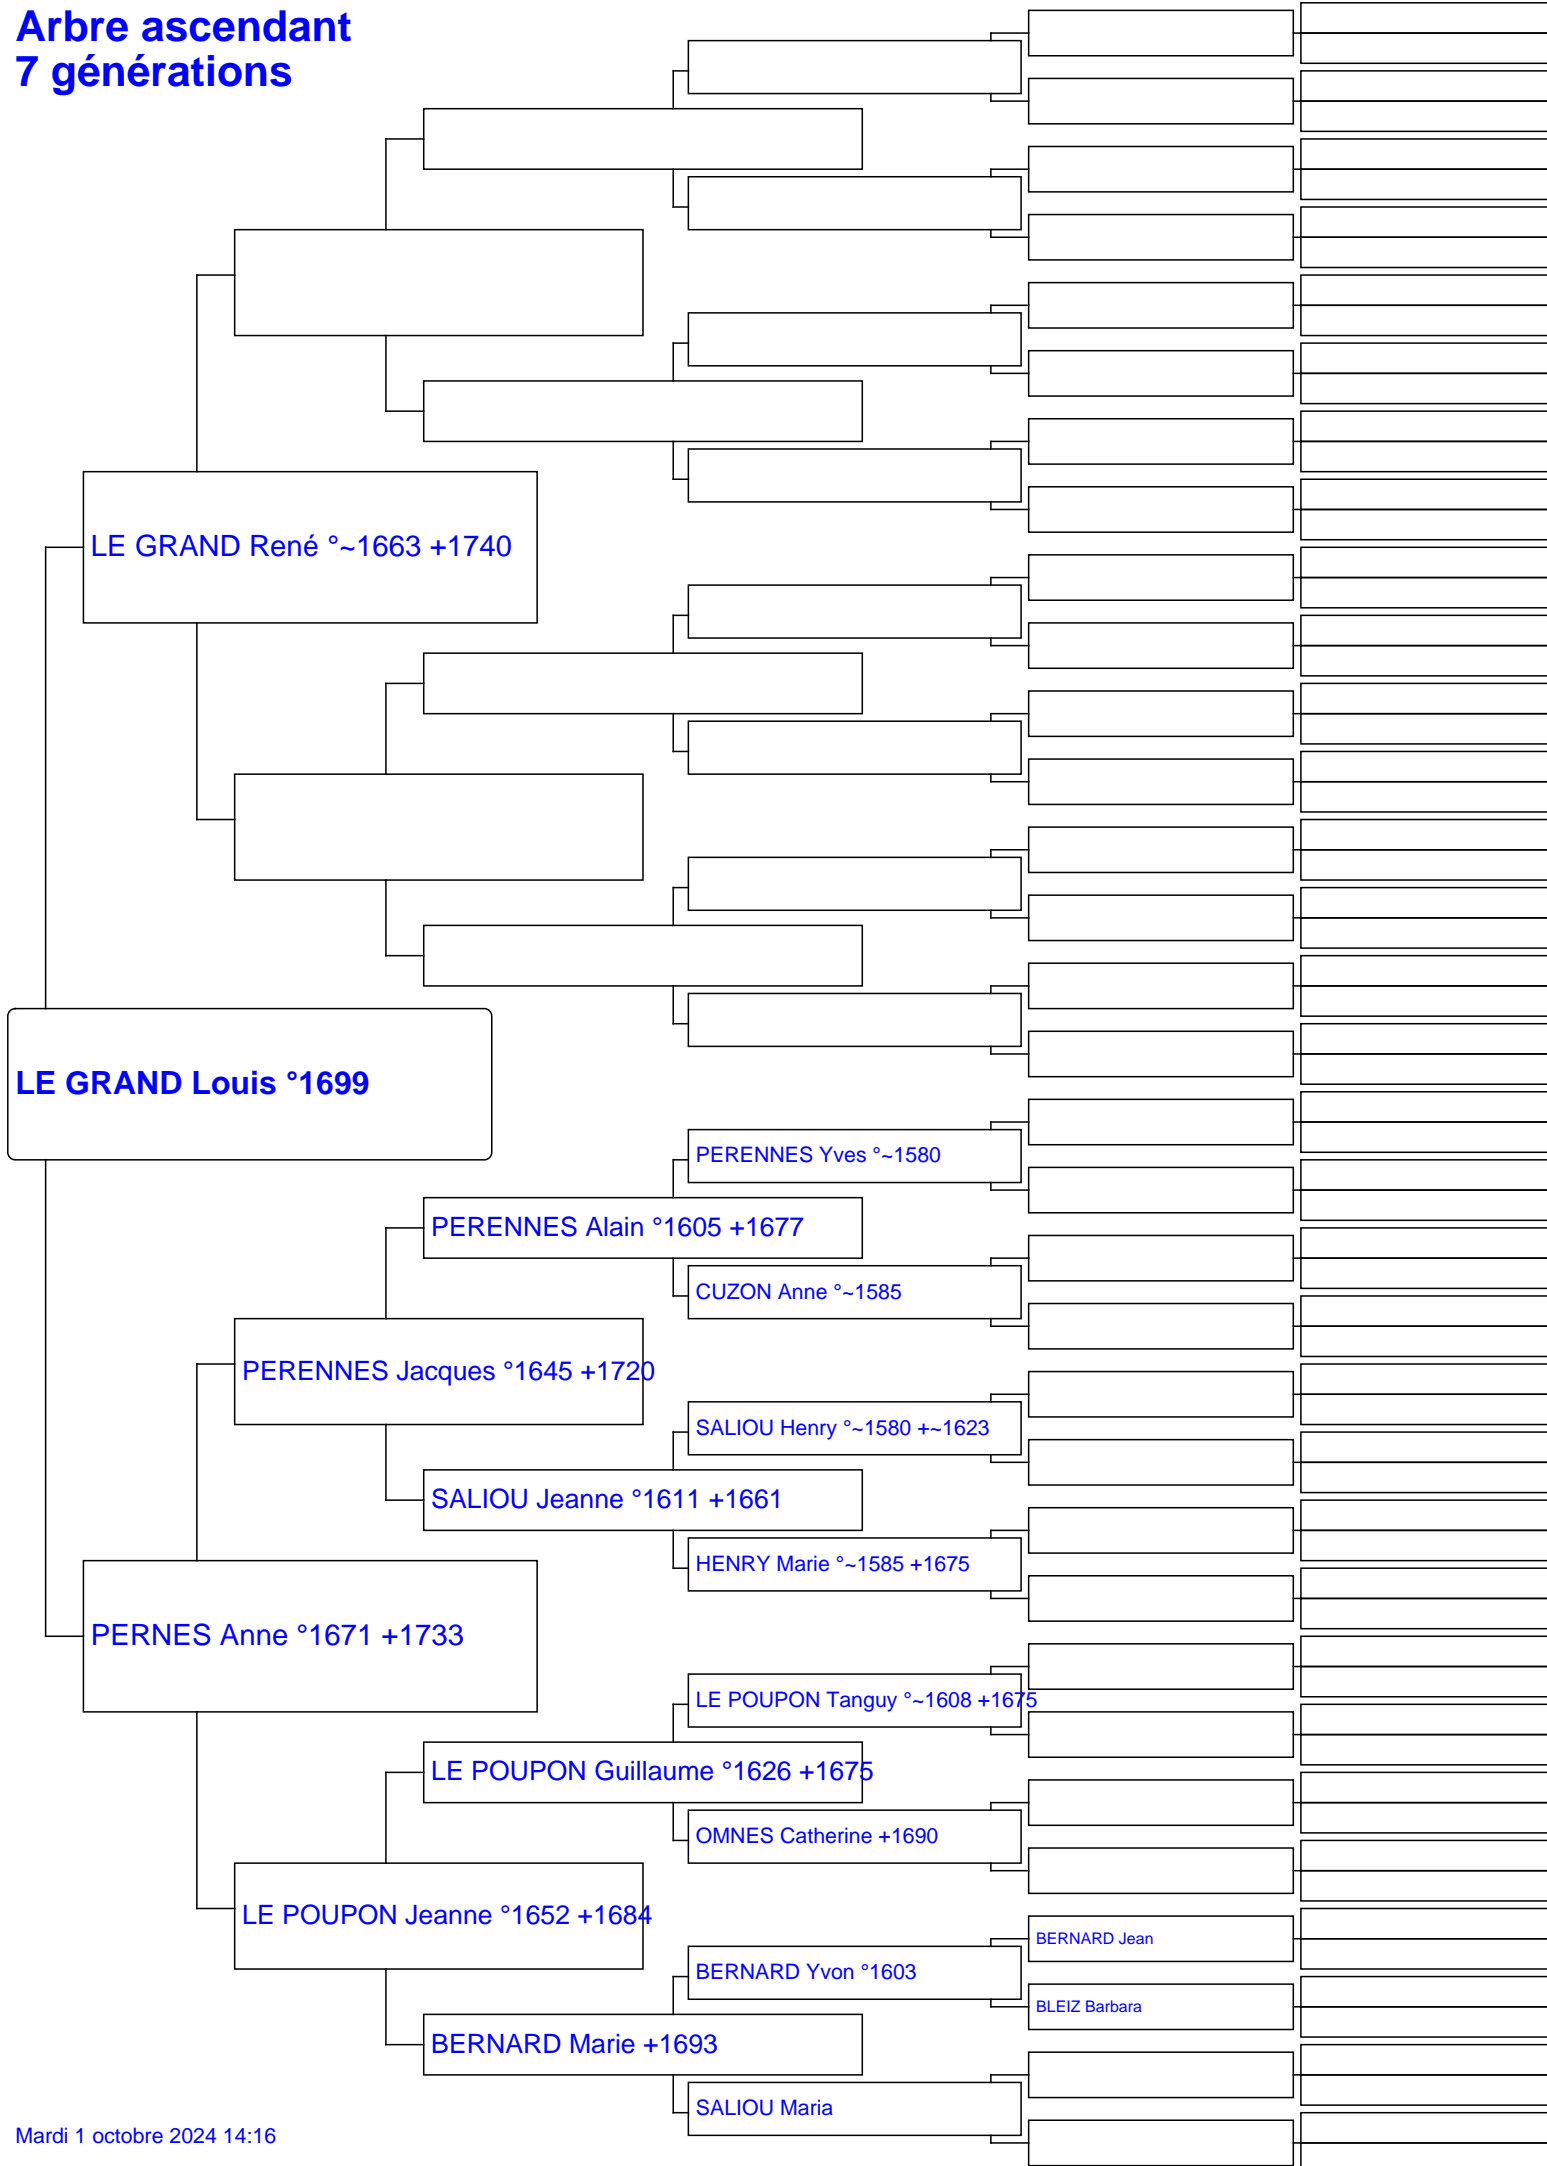 Arbre ascendant
7 générations
LE GRAND René °~1663 +1740
LE GRAND Louis °1699
PERENNES Yves °~1580
PERENNES Alain °1605 +1677
CUZON Anne °~1585
PERENNES Jacques °1645 +1720
SALIOU Henry °~1580 +~1623
SALIOU Jeanne °1611 +1661
HENRY Marie °~1585 +1675
PERNES Anne °1671 +1733
LE POUPON Tanguy °~1608 +1675
LE POUPON Guillaume °1626 +1675
OMNES Catherine +1690
LE POUPON Jeanne °1652 +1684
BERNARD Jean
BERNARD Yvon °1603
BLEIZ Barbara
BERNARD Marie +1693
SALIOU Maria
Mardi 1 octobre 2024 14:16